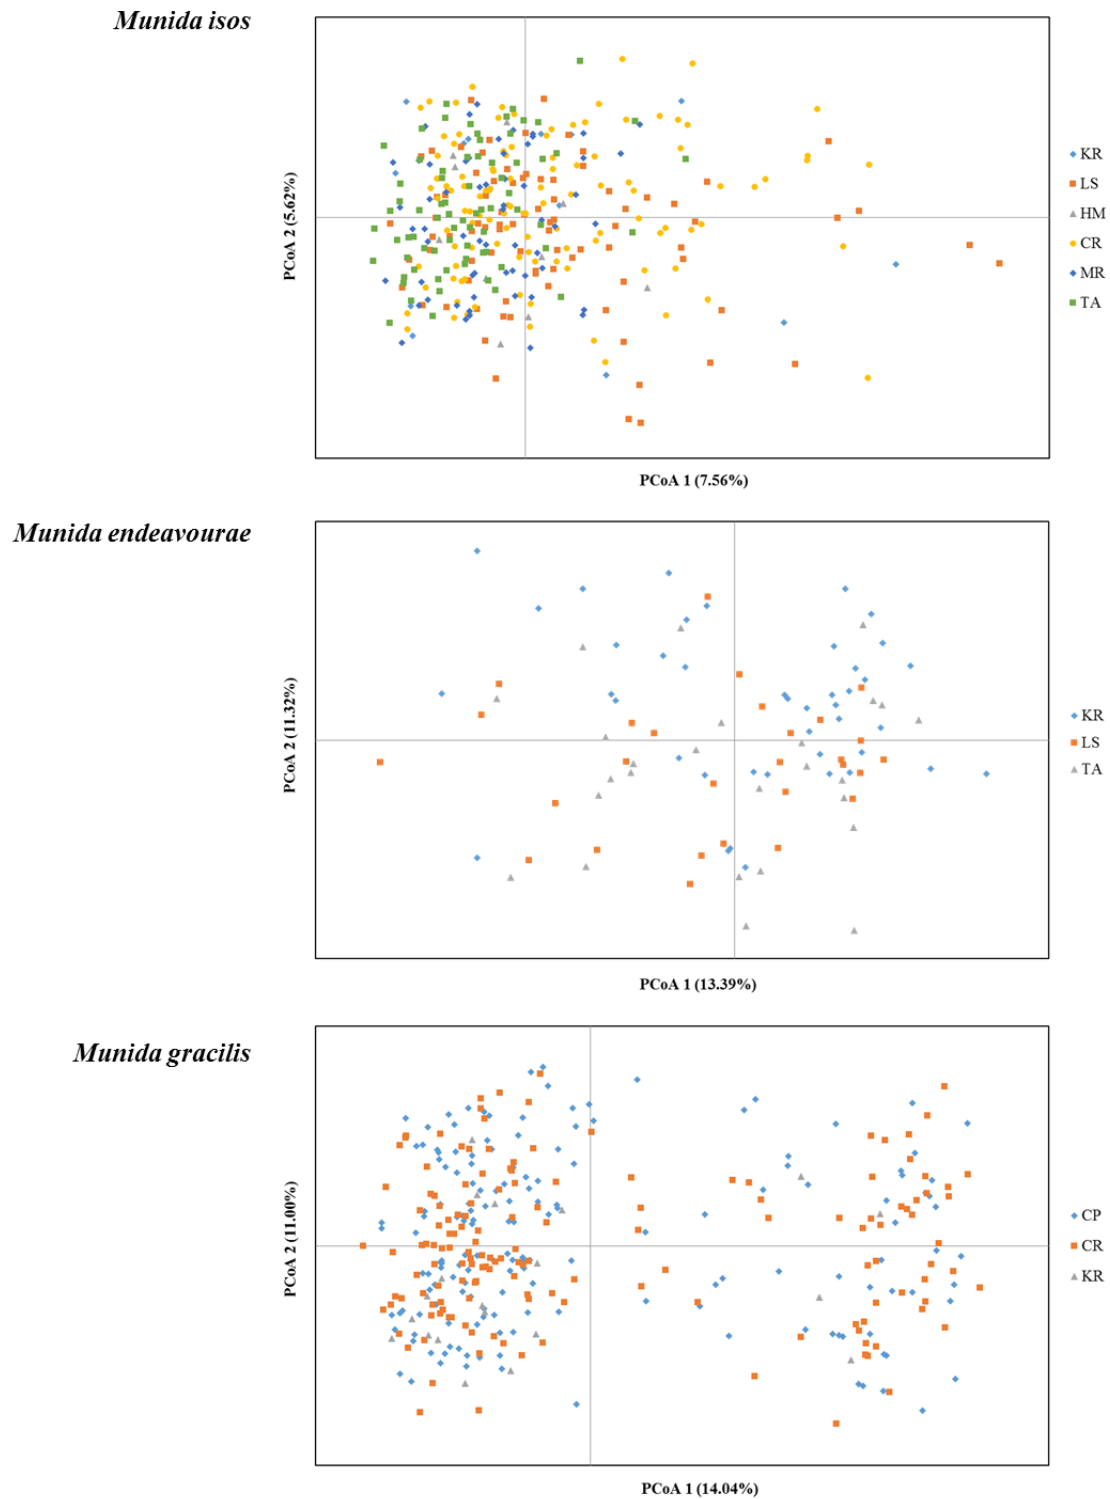 Munida isos
PCoA 2 (5.62%)
KR
LS
HM
CR
MR
TA
PCoA 1 (7.56%)
Munida endeavourae
PCoA 2 (11.32%)
KR
LS
TA
PCoA 1 (13.39%)
Munida gracilis
PCoA 2 (11.00%)
CP
CR
KR
PCoA 1 (14.04%)